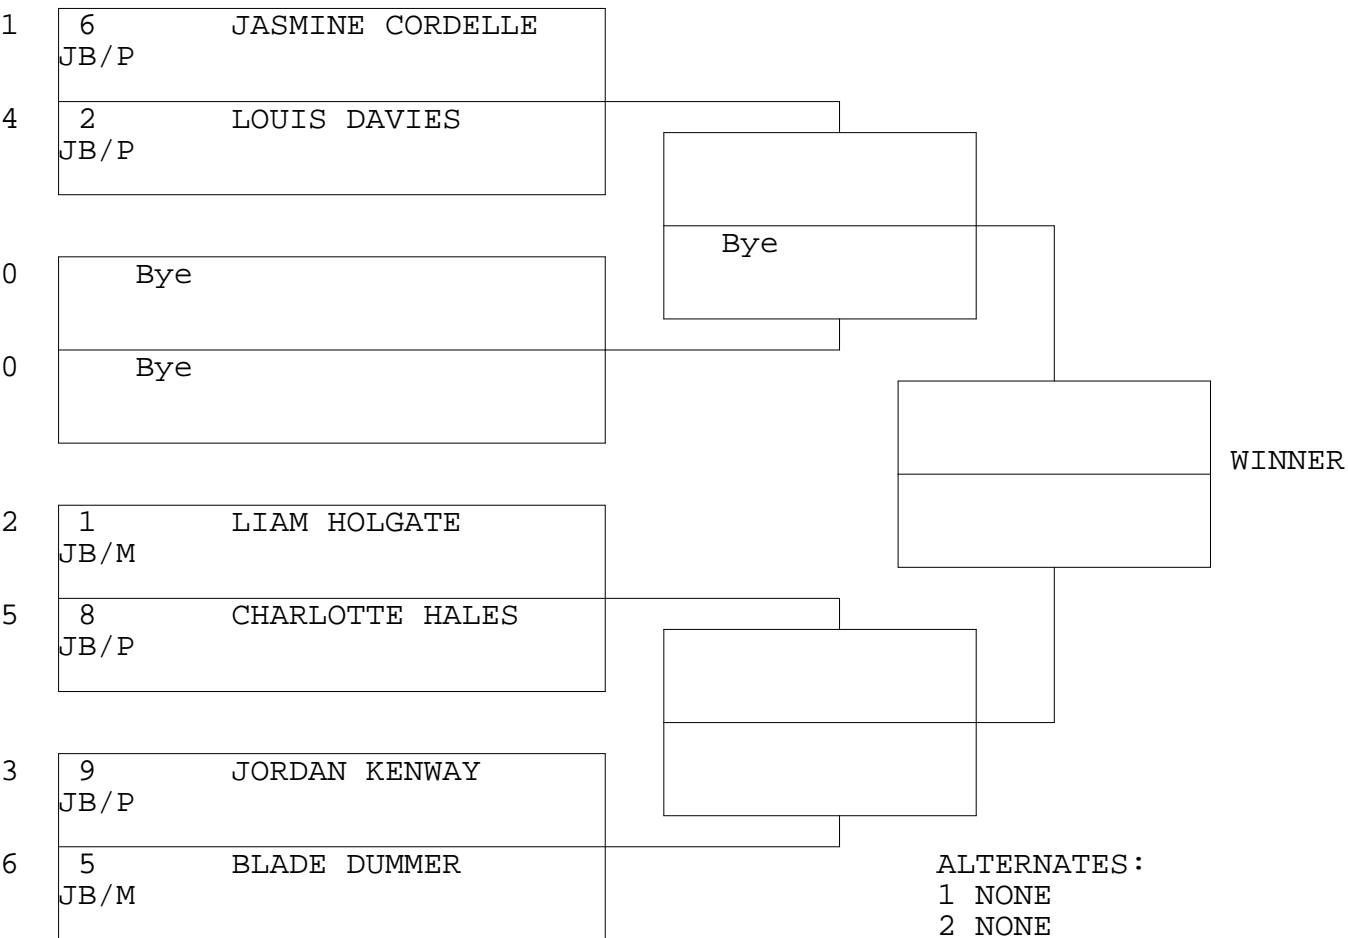 1 6 JASMINE CORDELLE
JB/P
4 2 LOUIS DAVIES
JB/P
Bye
0 Bye
0 Bye
WINNER
2 1 LIAM HOLGATE
JB/M
5 8 CHARLOTTE HALES
JB/P
3 9 JORDAN KENWAY
JB/P
6 5 BLADE DUMMER
JB/M
ALTERNATES:
1 NONE
2 NONE